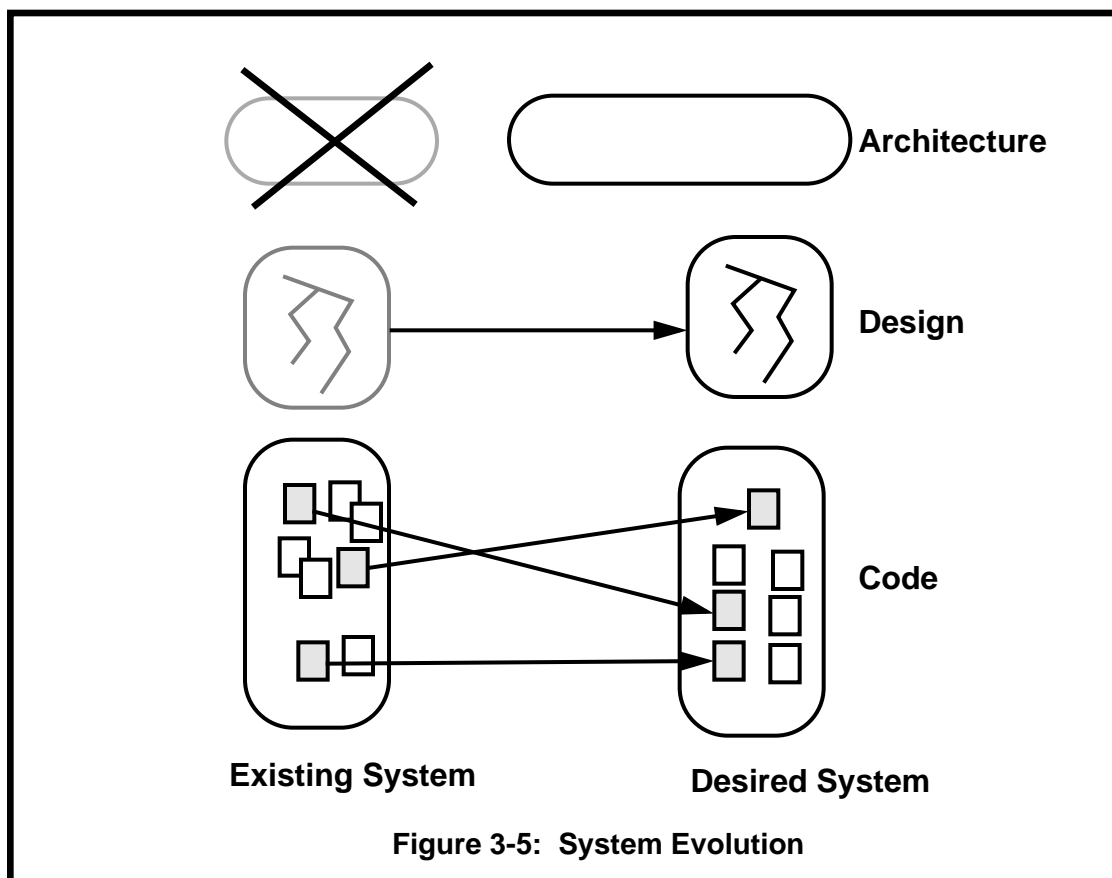 Architecture
Design
Code
Existing System
Desired System
Figure 3-5: System Evolution